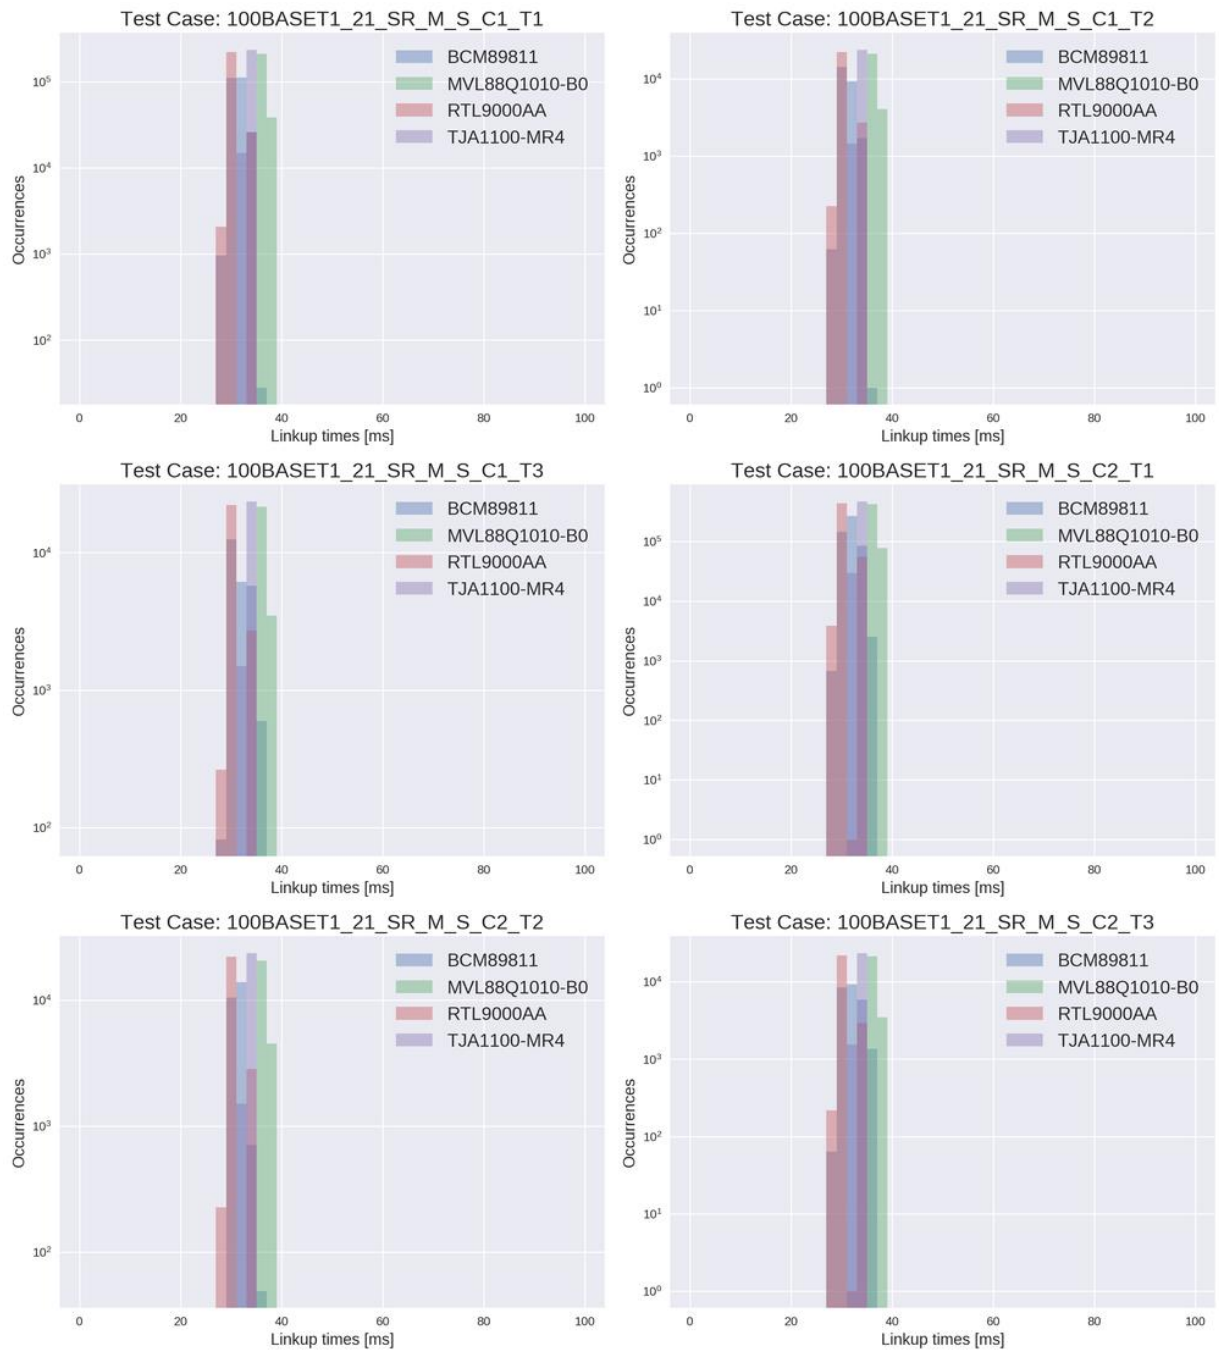 Test Case: 100BASET1_21_SR_M_S_C1_T1
BCM89811
MVL88Q1010-B0
RTL9000AA
TJA1100-MR4
10⁵
10⁴
10³
10²
Occurrences
0 20 40 60 80 100
Linkup times [ms]
Test Case: 100BASET1_21_SR_M_S_C1_T2
BCM89811
MVL88Q1010-B0
RTL9000AA
TJA1100-MR4
10⁴
10³
10²
10¹
10⁰
Occurrences
0 20 40 60 80 100
Linkup times [ms]
Test Case: 100BASET1_21_SR_M_S_C1_T3
BCM89811
MVL88Q1010-B0
RTL9000AA
TJA1100-MR4
10⁴
10³
10²
Occurrences
0 20 40 60 80 100
Linkup times [ms]
Test Case: 100BASET1_21_SR_M_S_C2_T1
BCM89811
MVL88Q1010-B0
RTL9000AA
TJA1100-MR4
10⁵
10⁴
10³
10²
10¹
10⁰
Occurrences
0 20 40 60 80 100
Linkup times [ms]
Test Case: 100BASET1_21_SR_M_S_C2_T2
BCM89811
MVL88Q1010-B0
RTL9000AA
TJA1100-MR4
10⁴
10³
10²
Occurrences
0 20 40 60 80 100
Linkup times [ms]
Test Case: 100BASET1_21_SR_M_S_C2_T3
BCM89811
MVL88Q1010-B0
RTL9000AA
TJA1100-MR4
10⁴
10³
10²
10¹
10⁰
Occurrences
0 20 40 60 80 100
Linkup times [ms]